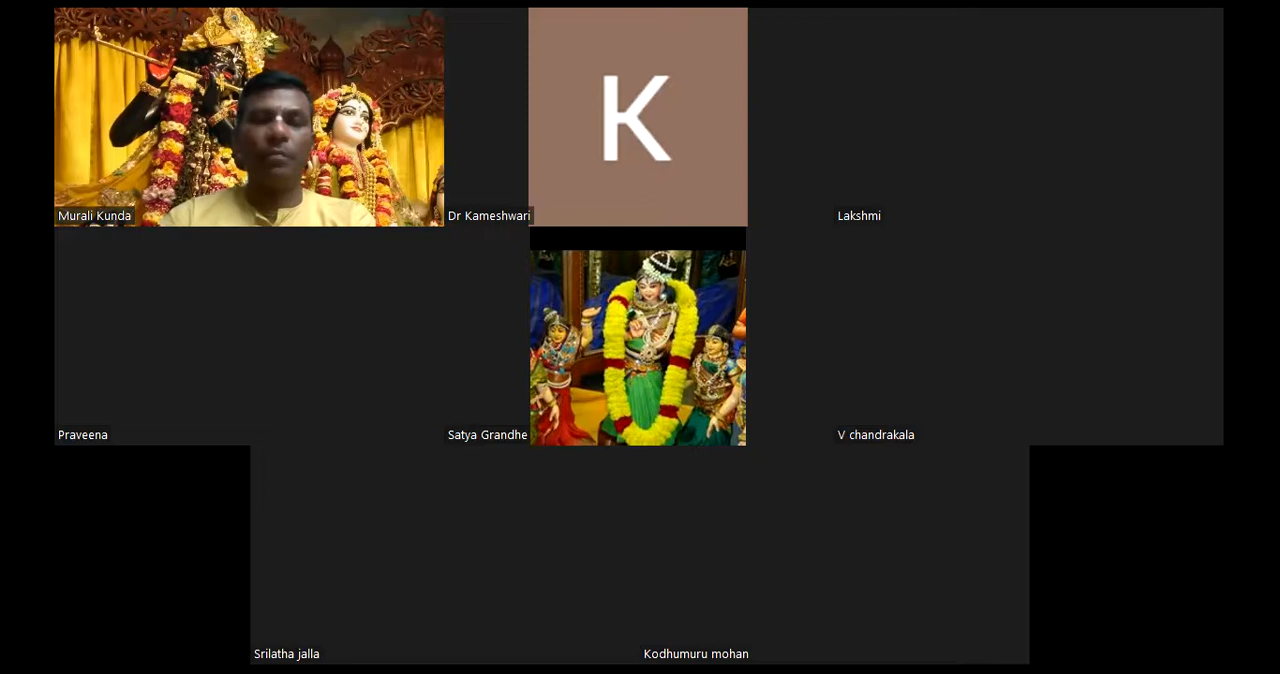 K
Murali Kunda
Dr Kameshwari
Lakshmi
Praveena
Satya Grandhe
V chandrakala
Srilatha jalla
Kodhumuru mohan